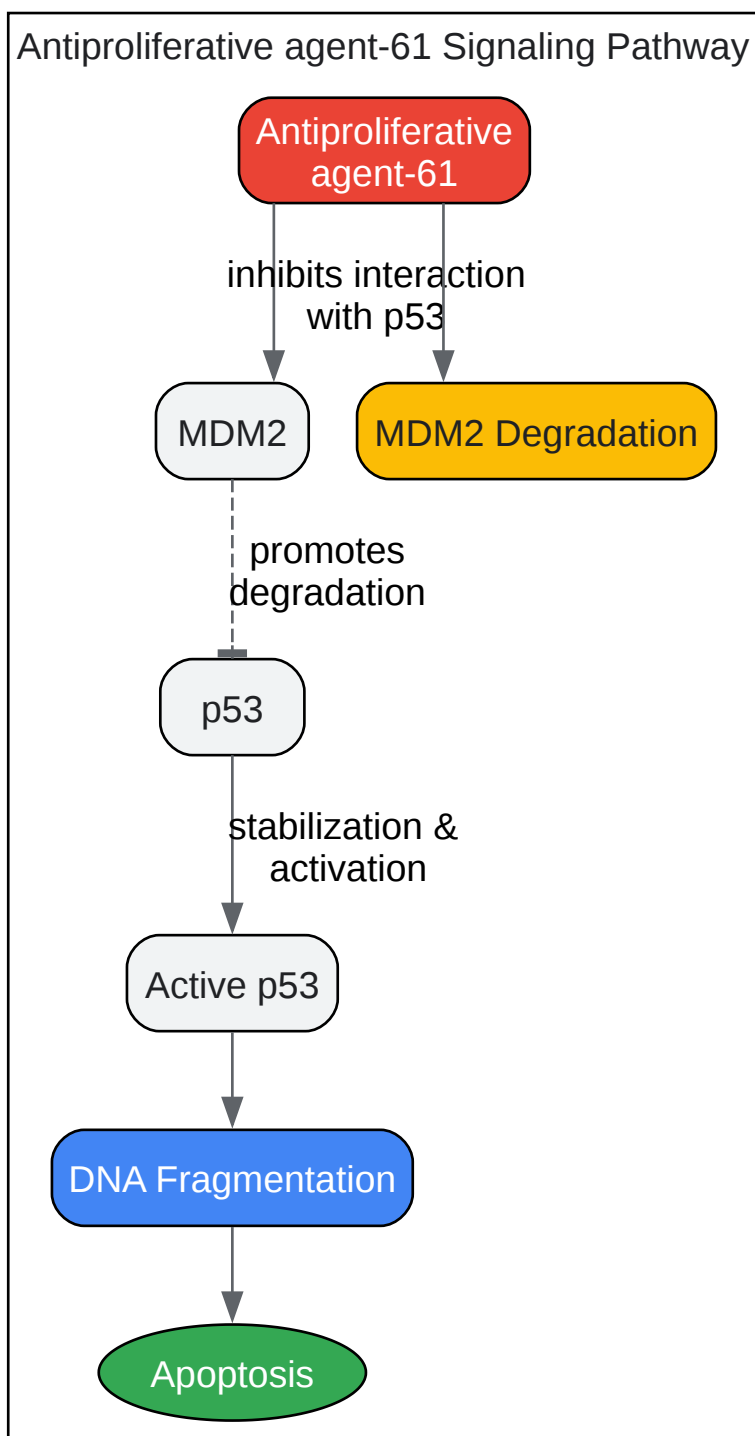 Antiproliferative agent-61 Signaling Pathway
Antiproliferative
agent-61
inhibits interaction
with p53
MDM2
MDM2 Degradation
promotes
degradation
p53
stabilization &
activation
Active p53
DNA Fragmentation
Apoptosis